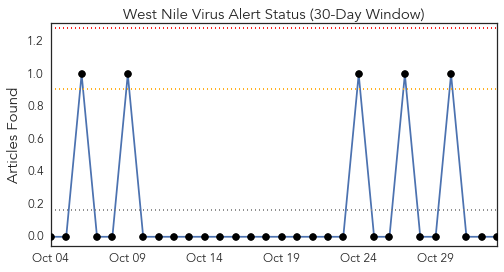 West Nile Virus Alert Status (30-Day Window)
Articles Found
1.2
1.0
0.8
0.6
0.4
0.2
0.0
Oct 04 Oct 09 Oct 14 Oct 19 Oct 24 Oct 29